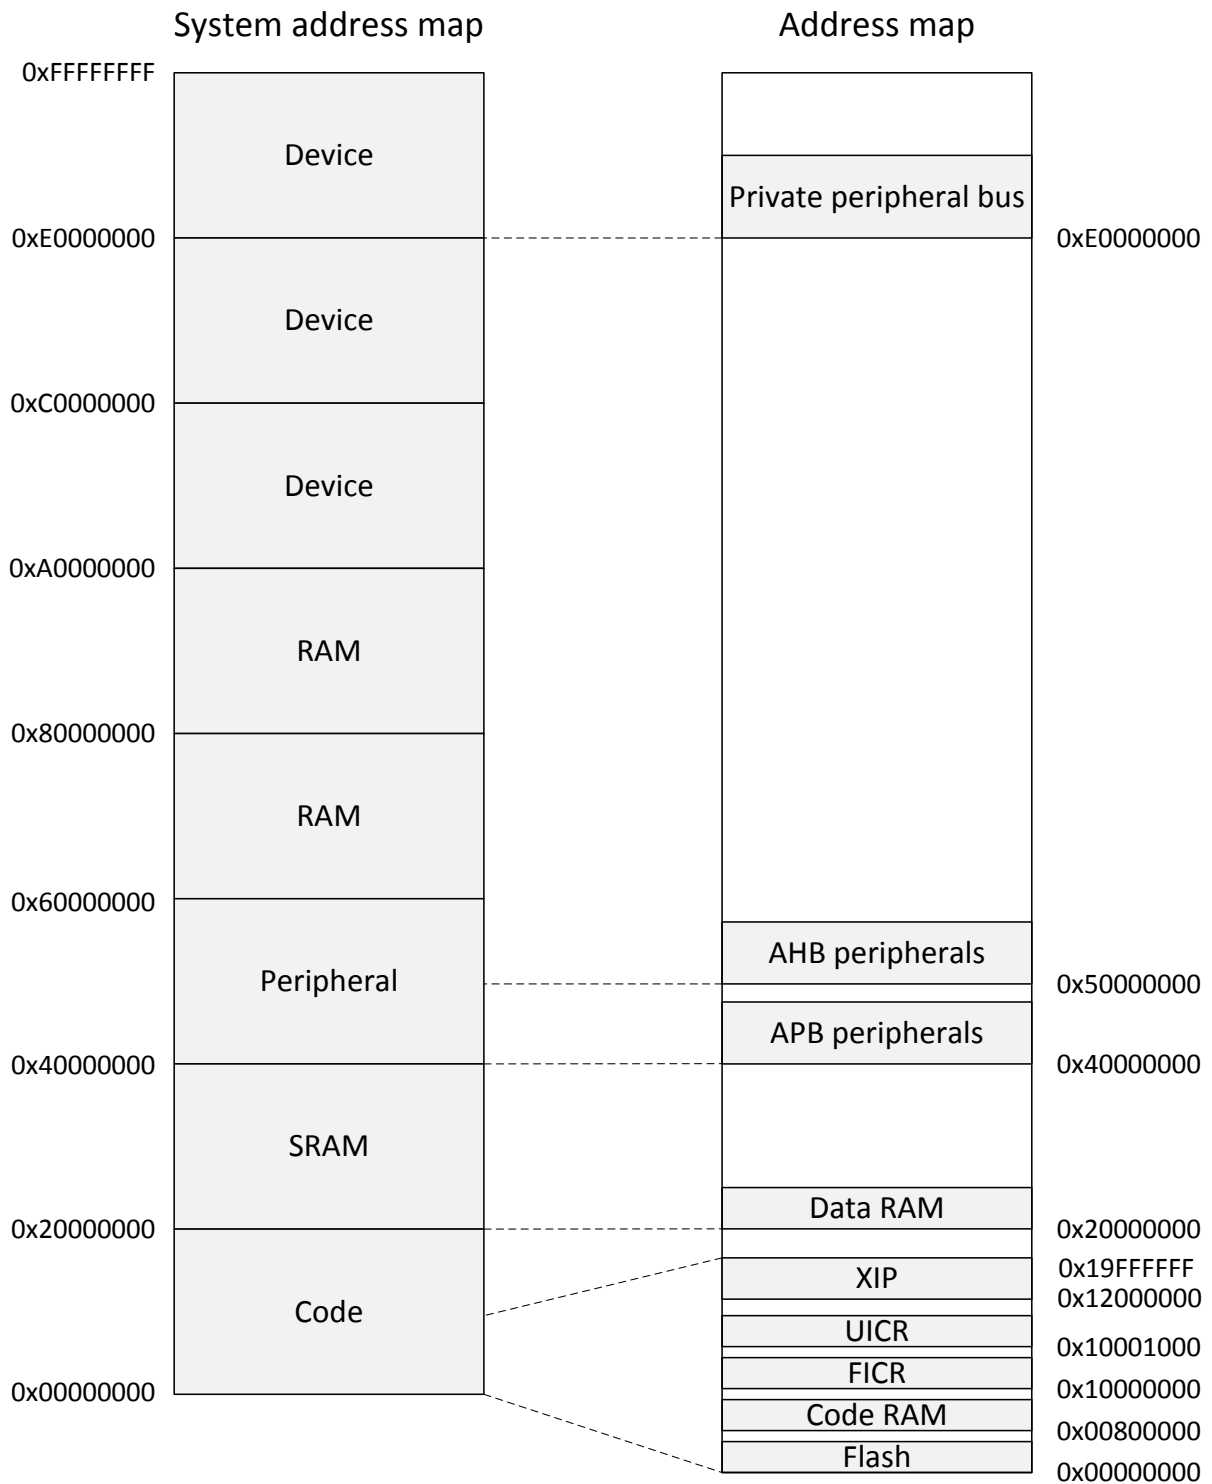 System address map
Address map
0xFFFFFFFF
Device
Private peripheral bus
0xE0000000
0xE0000000
Device
0xC0000000
Device
0xA0000000
RAM
0x80000000
RAM
0x60000000
AHB peripherals
Peripheral
0x50000000
APB peripherals
0x40000000
0x40000000
SRAM
Data RAM
0x20000000
0x20000000
0x19FFFFFF
XIP
0x12000000
Code
UICR
0x10001000
FICR
0x00000000
0x10000000
Code RAM
0x00800000
Flash
0x00000000